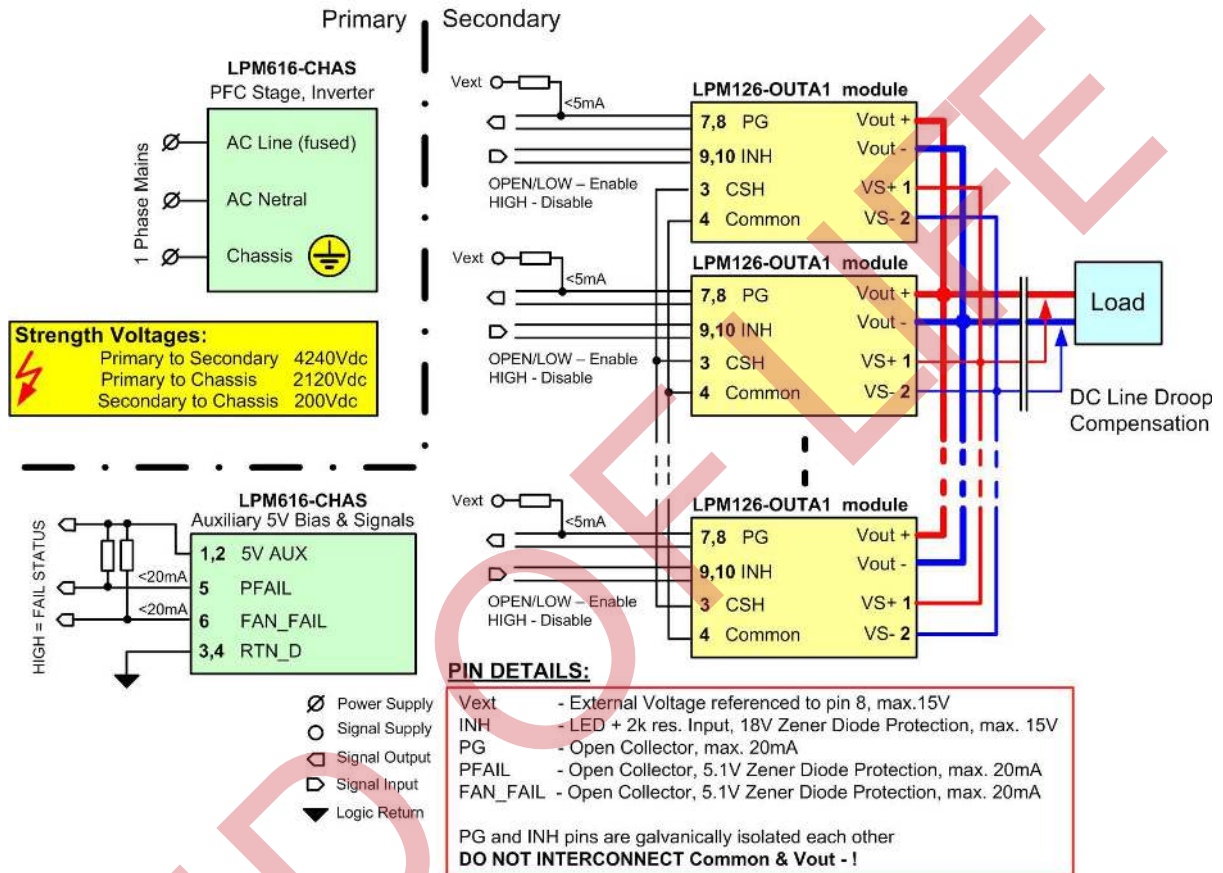 Primary
Secondary
LPM616-CHAS
PFC Stage, Inverter
1 Phase Mains
AC Line (fused)
AC Netral
Chassis
Strength Voltages:
Primary to Secondary 4240Vdc
Primary to Chassis 2120Vdc
Secondary to Chassis 200Vdc
LPM616-CHAS
Auxiliary 5V Bias & Signals
HIGH = FAIL STATUS
1,2 5V AUX
<20mA
5 PFAIL
<20mA
6 FAN_FAIL
3,4 RTN_D
Power Supply
Signal Supply
Signal Output
Signal Input
Logic Return
Vext
<5mA
OPEN/LOW – Enable
HIGH - Disable
LPM126-OUTA1 module
7,8 PG Vout +
9,10 INH Vout -
3 CSH VS+ 1
4 Common VS- 2
Vext
<5mA
OPEN/LOW – Enable
HIGH - Disable
LPM126-OUTA1 module
7,8 PG Vout +
9,10 INH Vout -
3 CSH VS+ 1
4 Common VS- 2
Load
DC Line Droop
Compensation
Vext
<5mA
OPEN/LOW – Enable
HIGH - Disable
LPM126-OUTA1 module
7,8 PG Vout +
9,10 INH Vout -
3 CSH VS+ 1
4 Common VS- 2
PIN DETAILS:
Vext - External Voltage referenced to pin 8, max.15V
INH - LED + 2k res. Input, 18V Zener Diode Protection, max. 15V
PG - Open Collector, max. 20mA
PFAIL - Open Collector, 5.1V Zener Diode Protection, max. 20mA
FAN_FAIL - Open Collector, 5.1V Zener Diode Protection, max. 20mA
PG and INH pins are galvanically isolated each other
DO NOT INTERCONNECT Common & Vout - !
ND OF LIFE